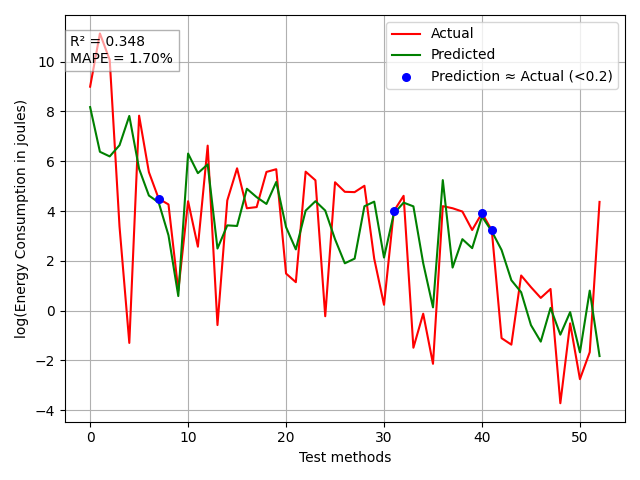 R² = 0.348
MAPE = 1.70%
Actual
Predicted
Prediction ≈ Actual (<0.2)
log(Energy Consumption in joules)
10
8
6
4
2
0
−2
−4
0 10 20 30 40 50
Test methods